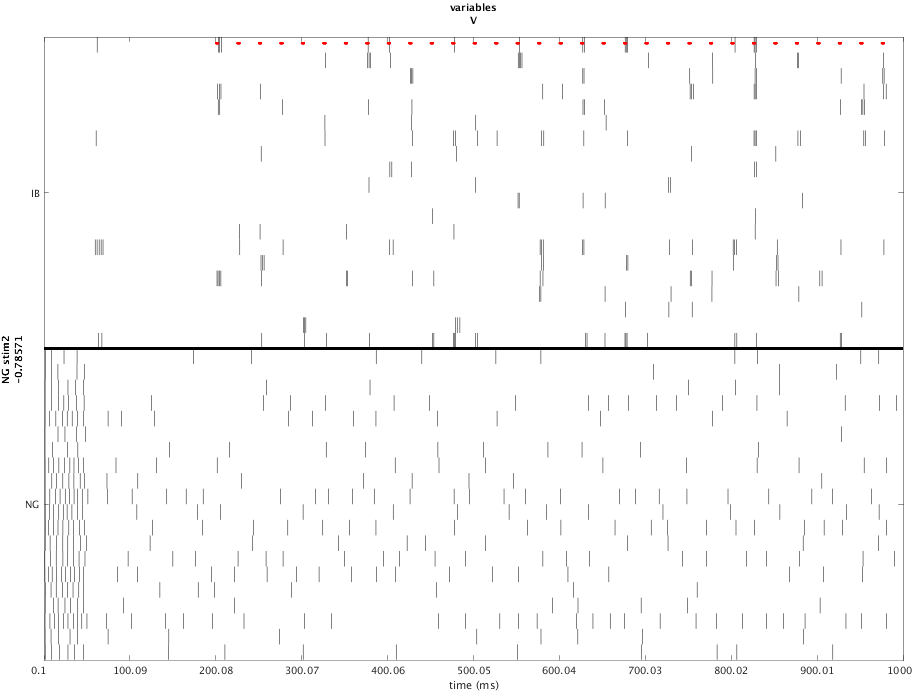 variables
V
IB
NG stim2
-0.78571
NG
0.1
100.09
200.08
300.07
400.06
500.05
600.04
700.03
800.02
900.01
1000
time (ms)